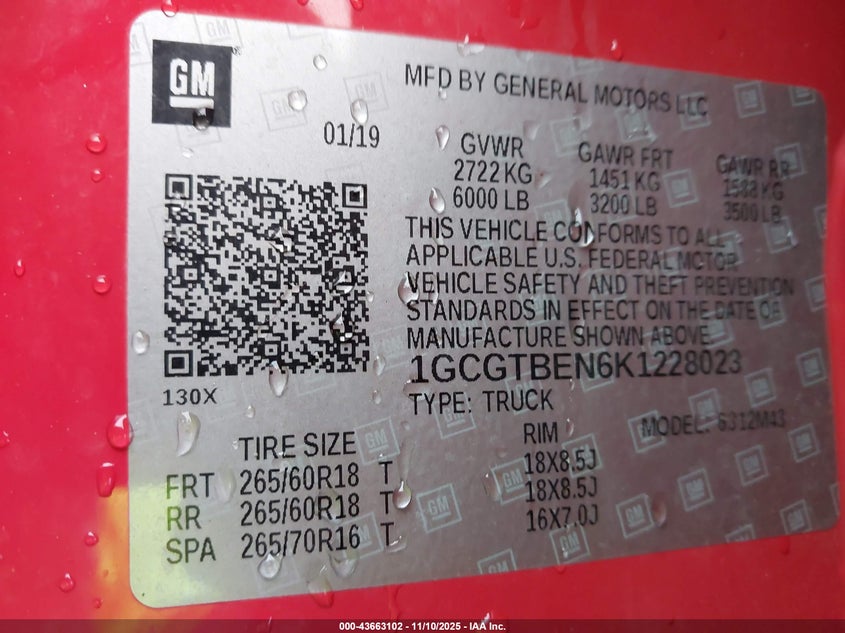 GM
MFD BY GENERAL MOTORS LLC
01/19
GVWR GAWR FRT GAWR RR
2722 KG 1451 KG 1588 KG
6000 LB 3200 LB 3500 LB
THIS VEHICLE CONFORMS TO ALL
APPLICABLE U.S. FEDERAL MOTOR
VEHICLE SAFETY AND THEFT PREVENTION
STANDARDS IN EFFECT ON THE DATE OF
MANUFACTURE SHOWN ABOVE.
1GCGTBEN6K1228023
130X
TYPE: TRUCK MODEL: 6312M43
TIRE SIZE RIM
FRT 265/60R18 T 18X8.5J
RR 265/60R18 T 18X8.5J
SPA 265/70R16 T 16X7.0J
000-43663102 - 11/10/2025 - IAA Inc.